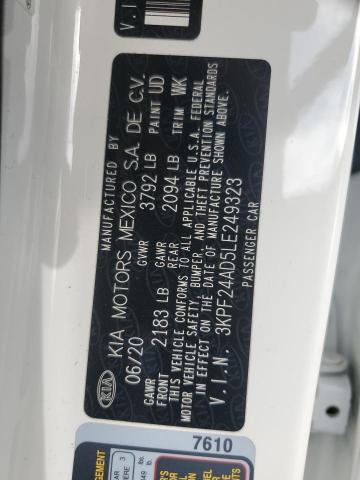 MANUFACTURED BY
KIA KIA MOTORS MEXICO S.A. DE C.V.
06/20 GVWR 3792 LB PAINT UD
GAWR FRONT 2183 LB GAWR REAR 2094 LB TRIM WK
THIS VEHICLE CONFORMS TO ALL APPLICABLE U.S.A. FEDERAL
MOTOR VEHICLE SAFETY, BUMPER, AND THEFT PREVENTION STANDARDS
IN EFFECT ON THE DATE OF MANUFACTURE SHOWN ABOVE.
V.I.N. 3KPF24AD5LE249323
PASSENGER CAR
V.I
7610